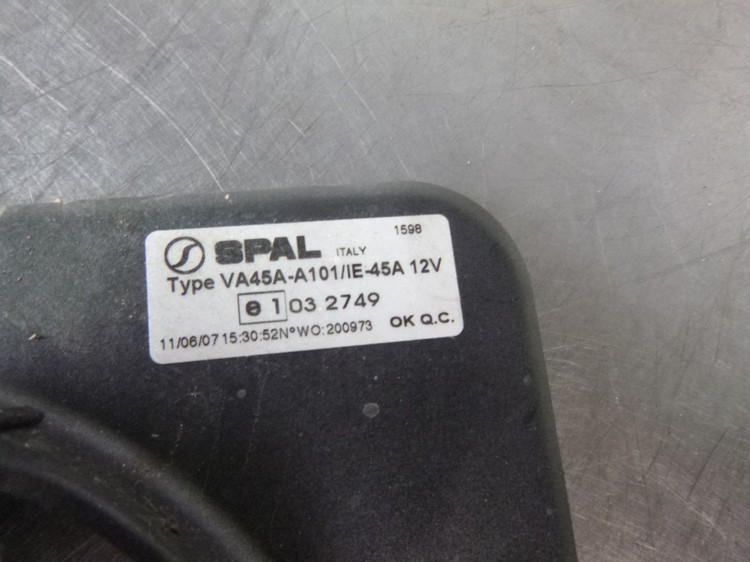 SPAL ITALY 1598
Type VA45A-A101/IE-45A 12V
e1 03 2749
11/06/07 15:30:52 N°WO:200973 OK Q.C.